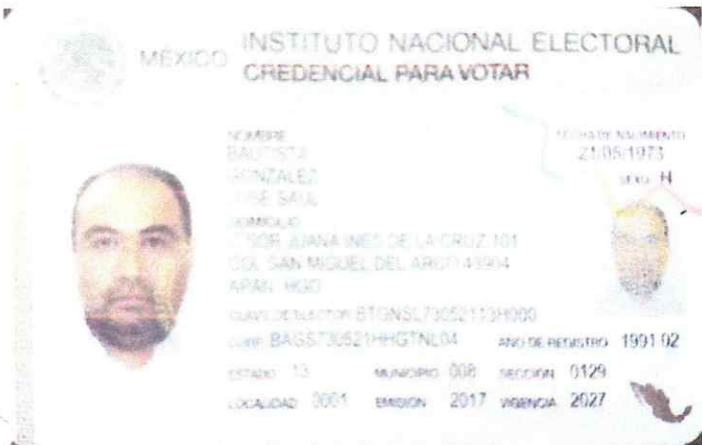 MÉXICO INSTITUTO NACIONAL ELECTORAL
CREDENCIAL PARA VOTAR
NOMBRE
BAUTISTA
GONZALEZ
JOSE SAUL
FECHA DE NACIMIENTO
21/05/1973
SEXO H
DOMICILIO
SOR JUANA INES DE LA CRUZ 101
COL SAN MIGUEL DEL ARCO 43904
APAN, HGO
CLAVE DE ELECTOR BTGNSL73052113H000
CURP BAGS730521HHGTNL04 AÑO DE REGISTRO 1991 02
ESTADO 13 MUNICIPIO 008 SECCIÓN 0129
LOCALIDAD 0001 EMISIÓN 2017 VIGENCIA 2027